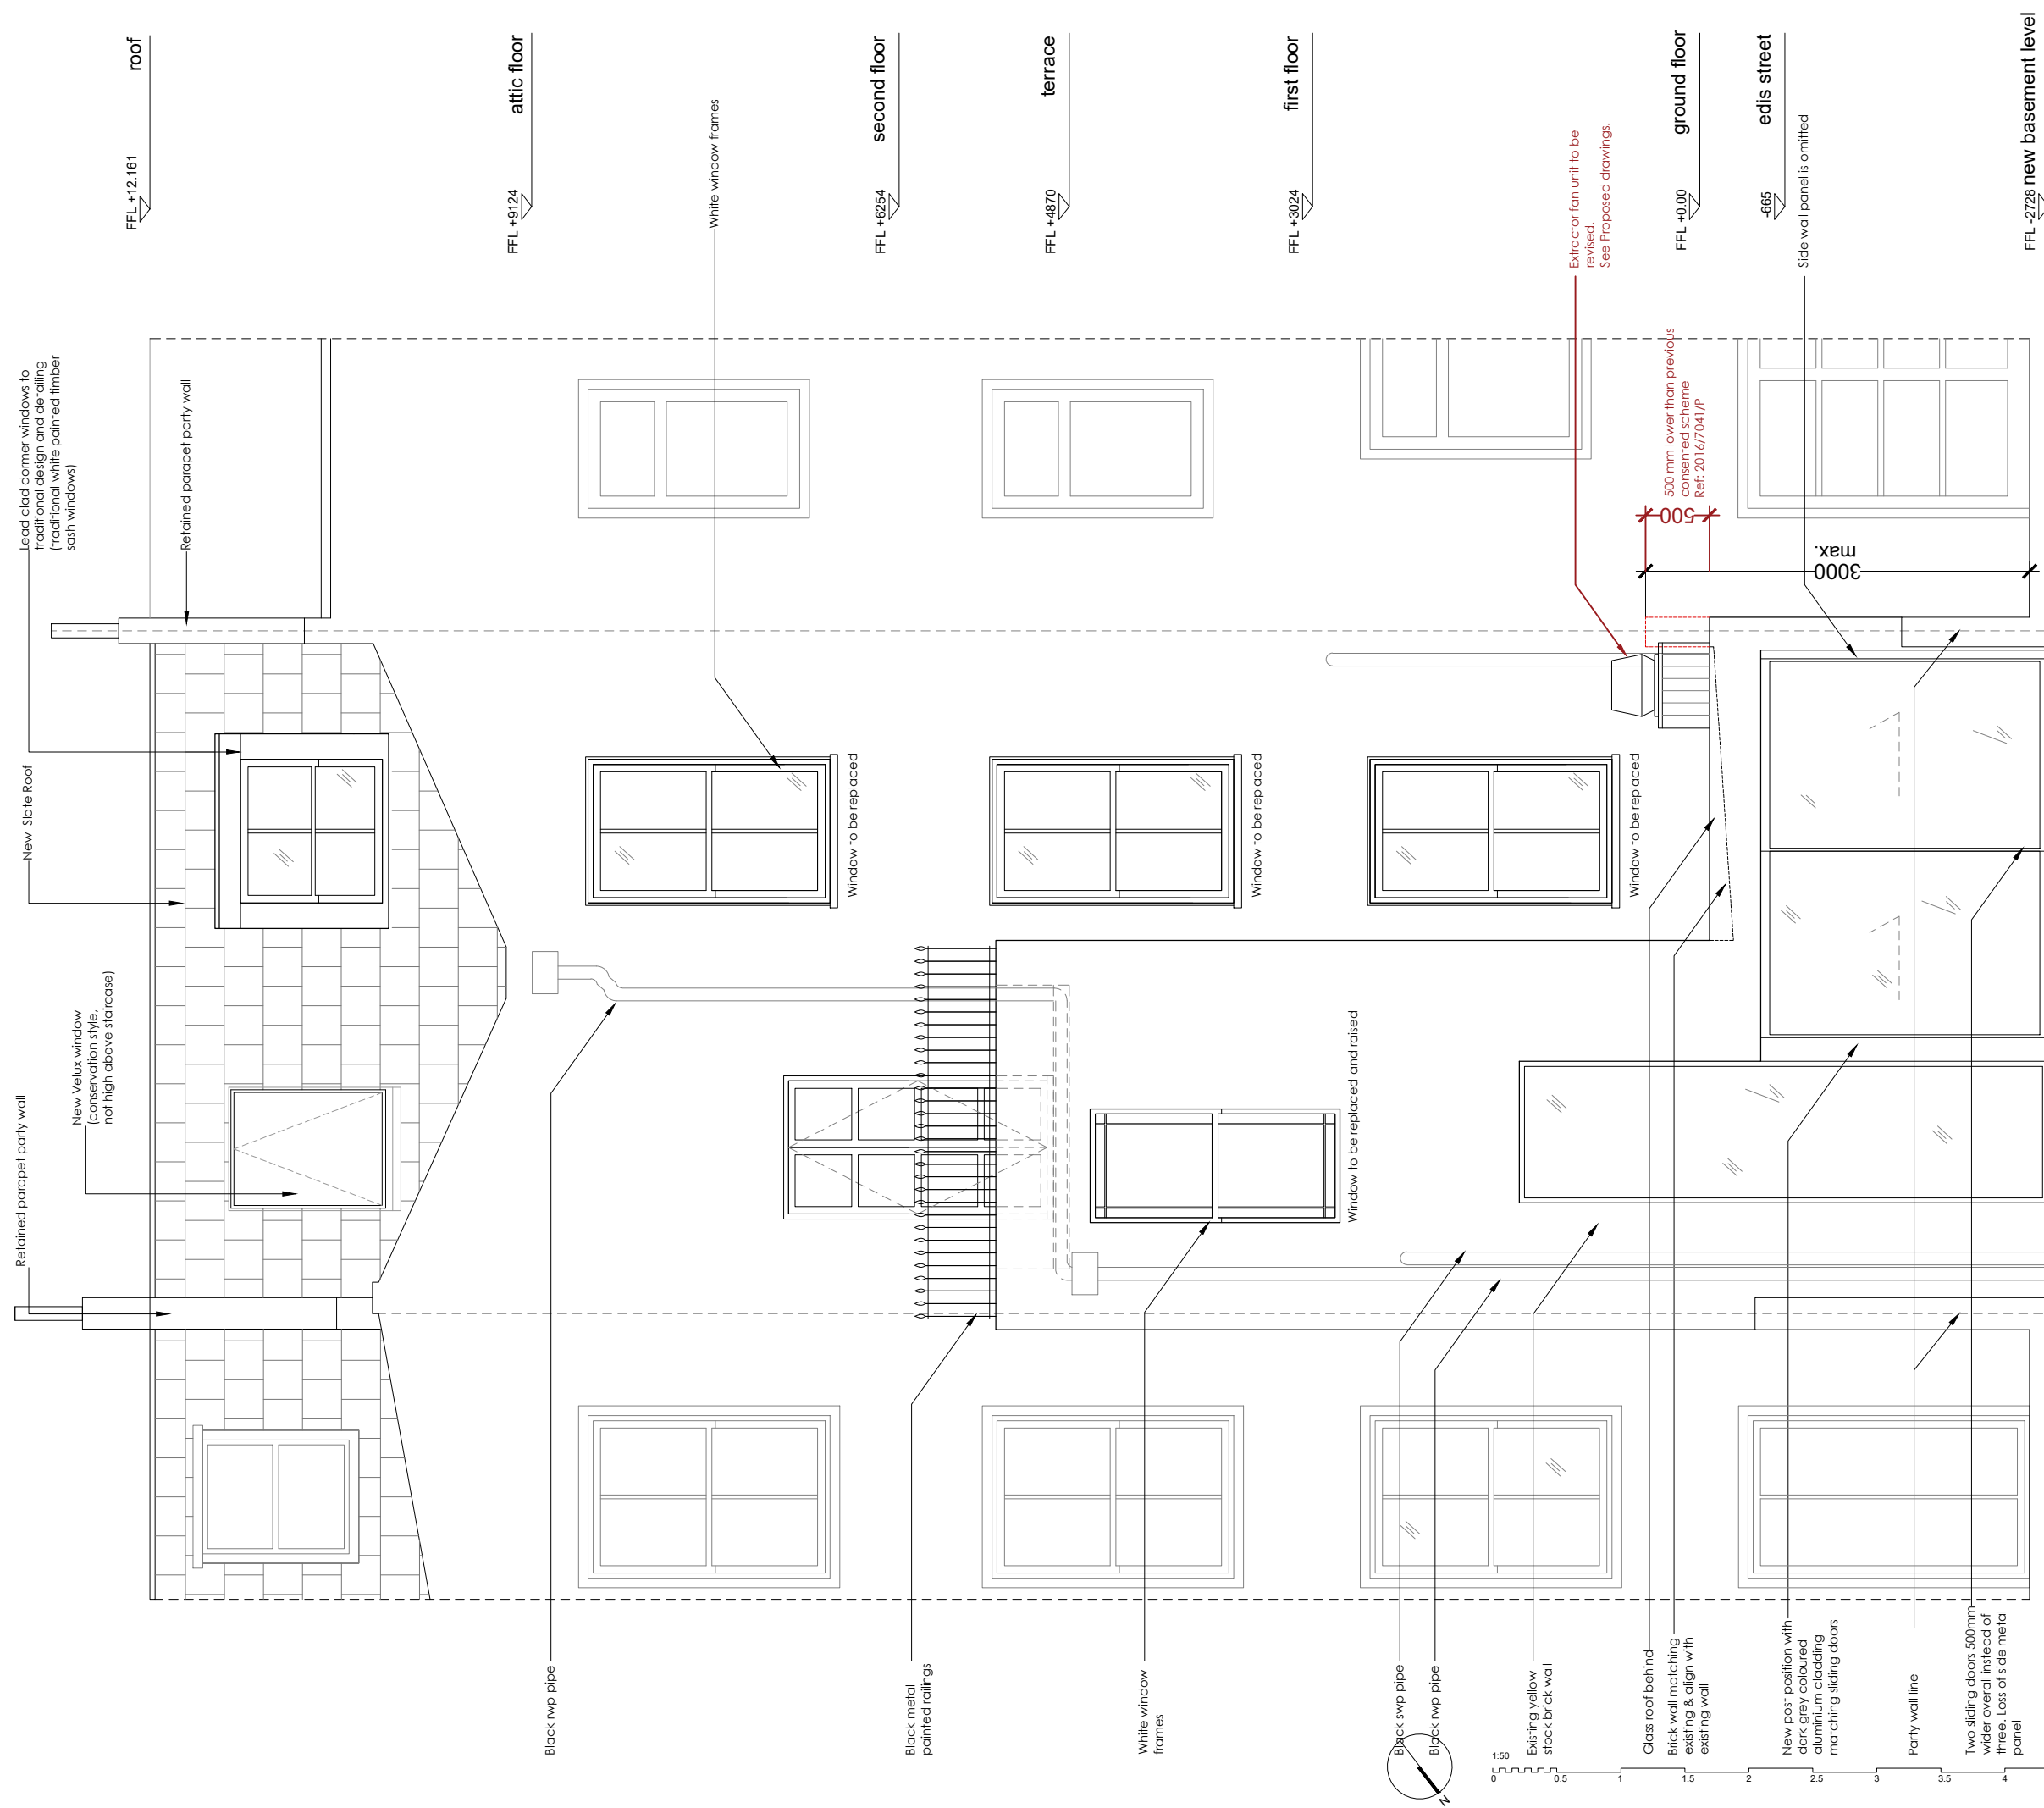 roof
FFL +12.161
attic floor
FFL +9124
second floor
FFL +6254
terrace
FFL +4870
first floor
FFL +3024
ground floor
FFL +0.00
edis street
-665
new basement level
FFL -2728
White window frames
Extractor fan unit to be
revised.
See Proposed drawings.
Side wall panel is omitted
Lead clad dormer windows to
traditional design and detailing
(traditional white painted timber
sash windows)
Retained parapet party wall
500 mm lower than previous
consented scheme
Ref: 2016/7041/P
500
3000
max.
New Slate Roof
Window to be replaced
Window to be replaced
Window to be replaced
New Velux window
(conservation style,
not high above staircase)
Retained parapet party wall
Window to be replaced and raised
Black rwp pipe
Black metal
painted railings
White window
frames
Black swp pipe
Black rwp pipe
Existing yellow
stock brick wall
Glass roof behind
Brick wall matching
existing & align with
existing wall
New post position with
dark grey coloured
aluminium cladding
matching sliding doors
Party wall line
Two sliding doors 500mm
wider overall instead of
three. Loss of side metal
panel
N
1:50
0
0.5
1
1.5
2
2.5
3
3.5
4